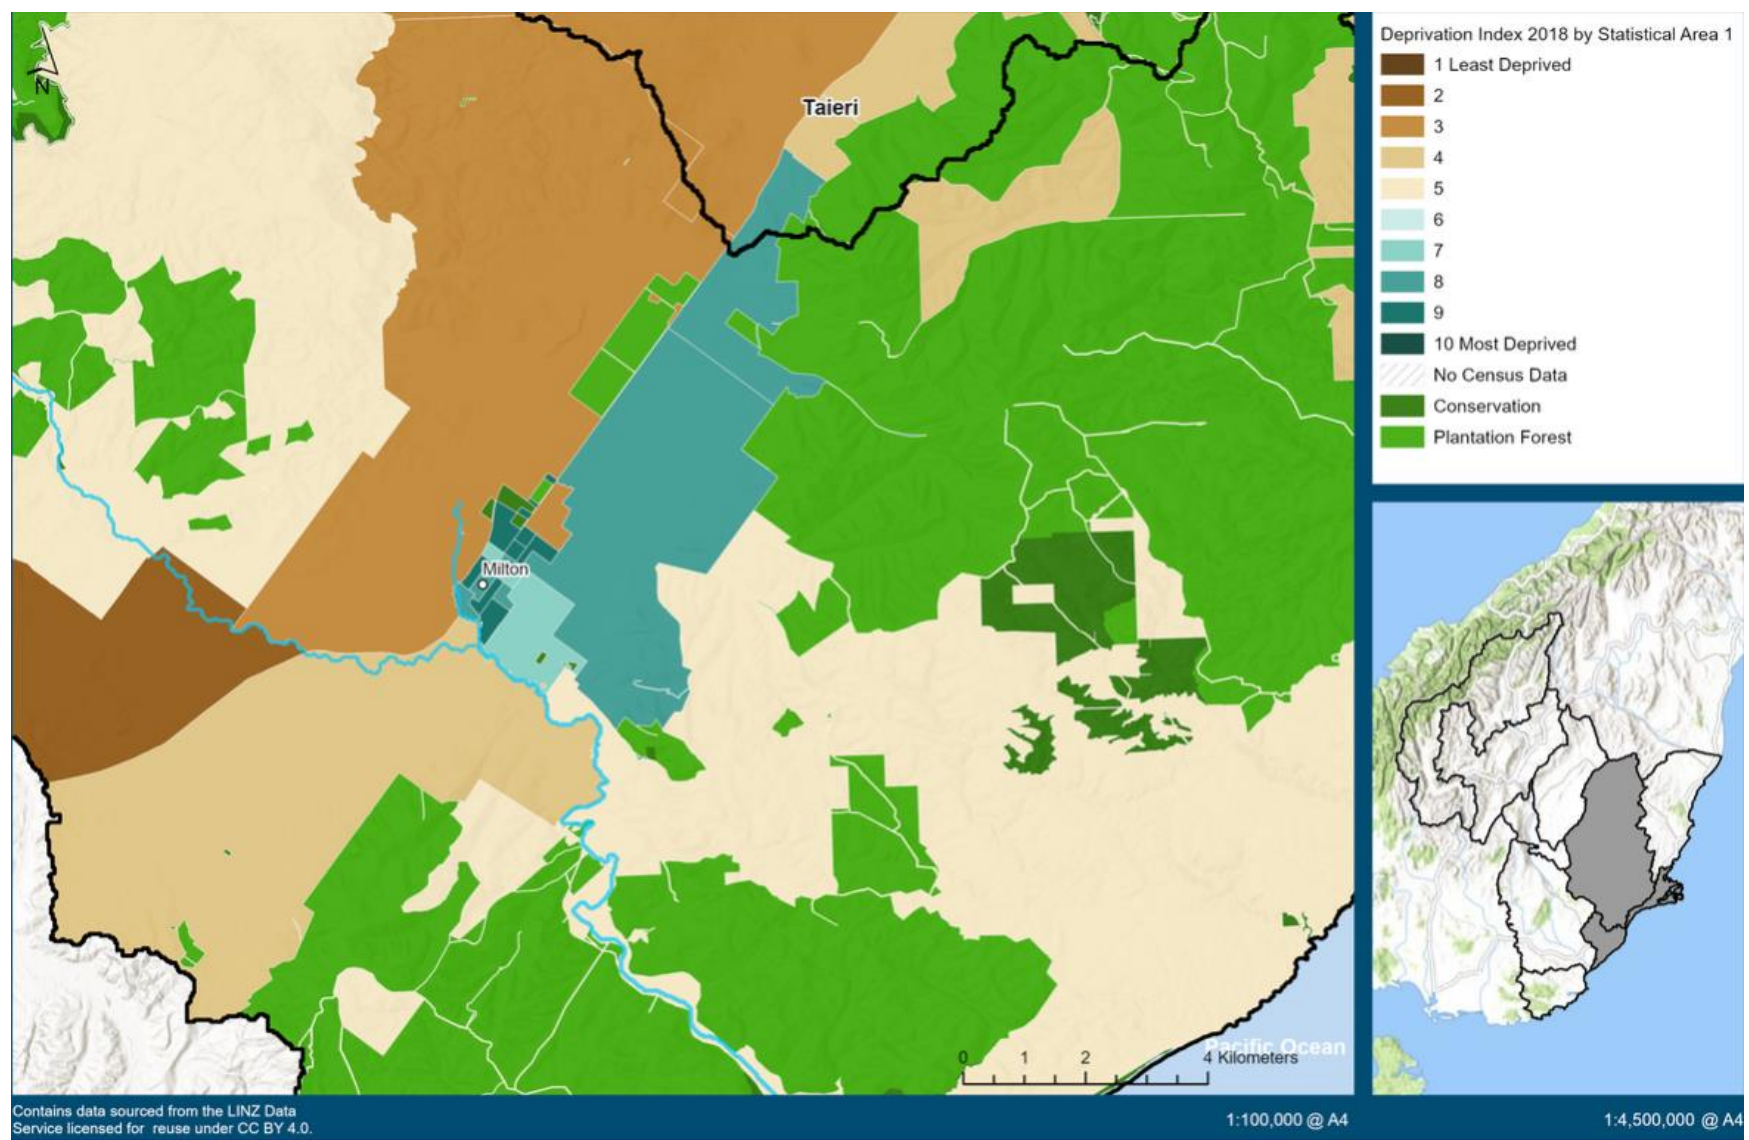 N
Taieri
Milton
Pacific Ocean
0 1 2 4 Kilometers
Deprivation Index 2018 by Statistical Area 1
1 Least Deprived
2
3
4
5
6
7
8
9
10 Most Deprived
No Census Data
Conservation
Plantation Forest
Contains data sourced from the LINZ Data
Service licensed for reuse under CC BY 4.0.
1:100,000 @ A4
1:4,500,000 @ A4